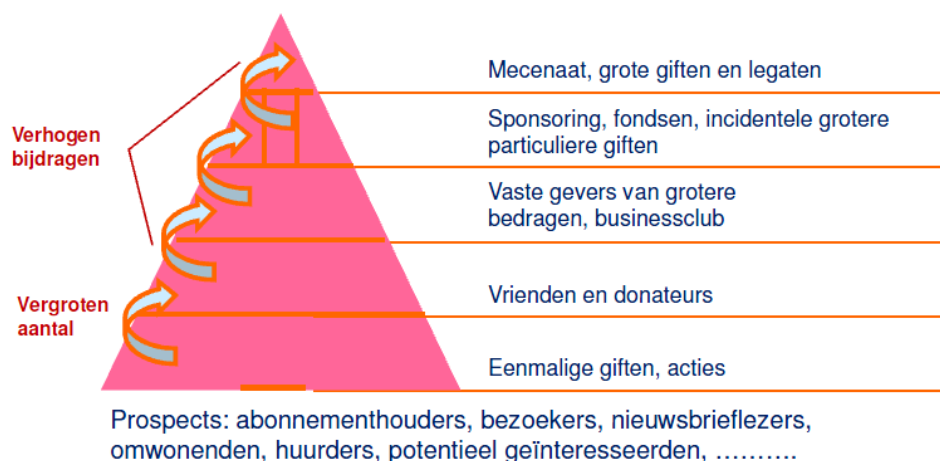 Mecenaat, grote giften en legaten
Sponsoring, fondsen, incidentele grotere
particuliere giften
Verhogen
bijdragen
Vaste gevers van grotere
bedragen, businessclub
Vergroten
aantal
Vrienden en donateurs
Eenmalige giften, acties
Prospects: abonnementhouders, bezoekers, nieuwsbrieflezers,
omwonenden, huurders, potentieel geïnteresseerden, ……….